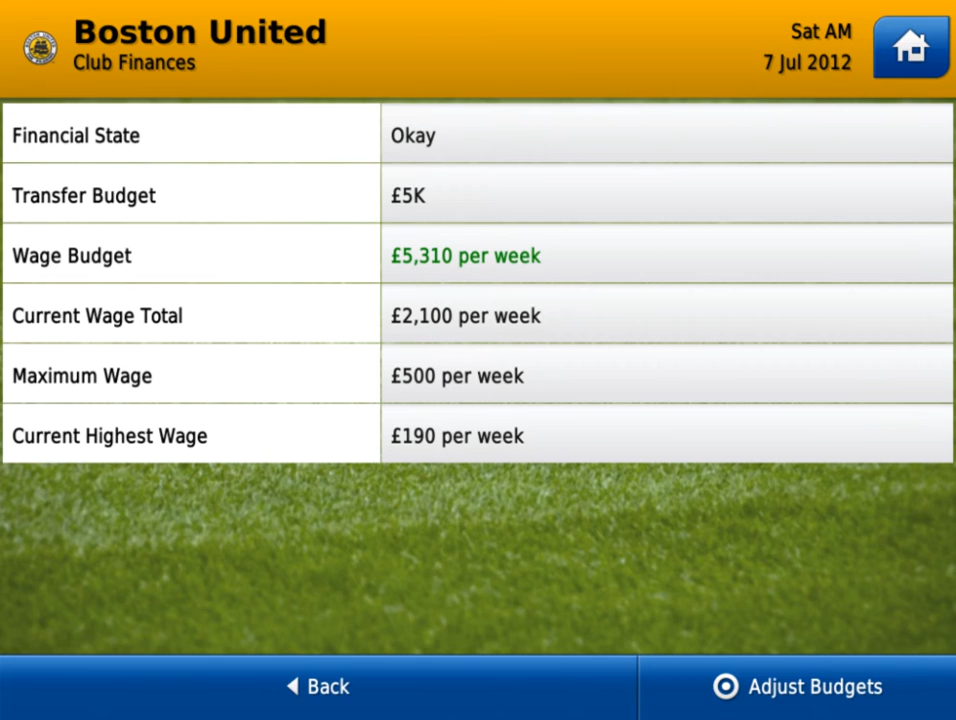 Boston United
Club Finances
Sat AM
7 Jul 2012
Financial State Okay
Transfer Budget £5K
Wage Budget £5,310 per week
Current Wage Total £2,100 per week
Maximum Wage £500 per week
Current Highest Wage £190 per week
Back
Adjust Budgets